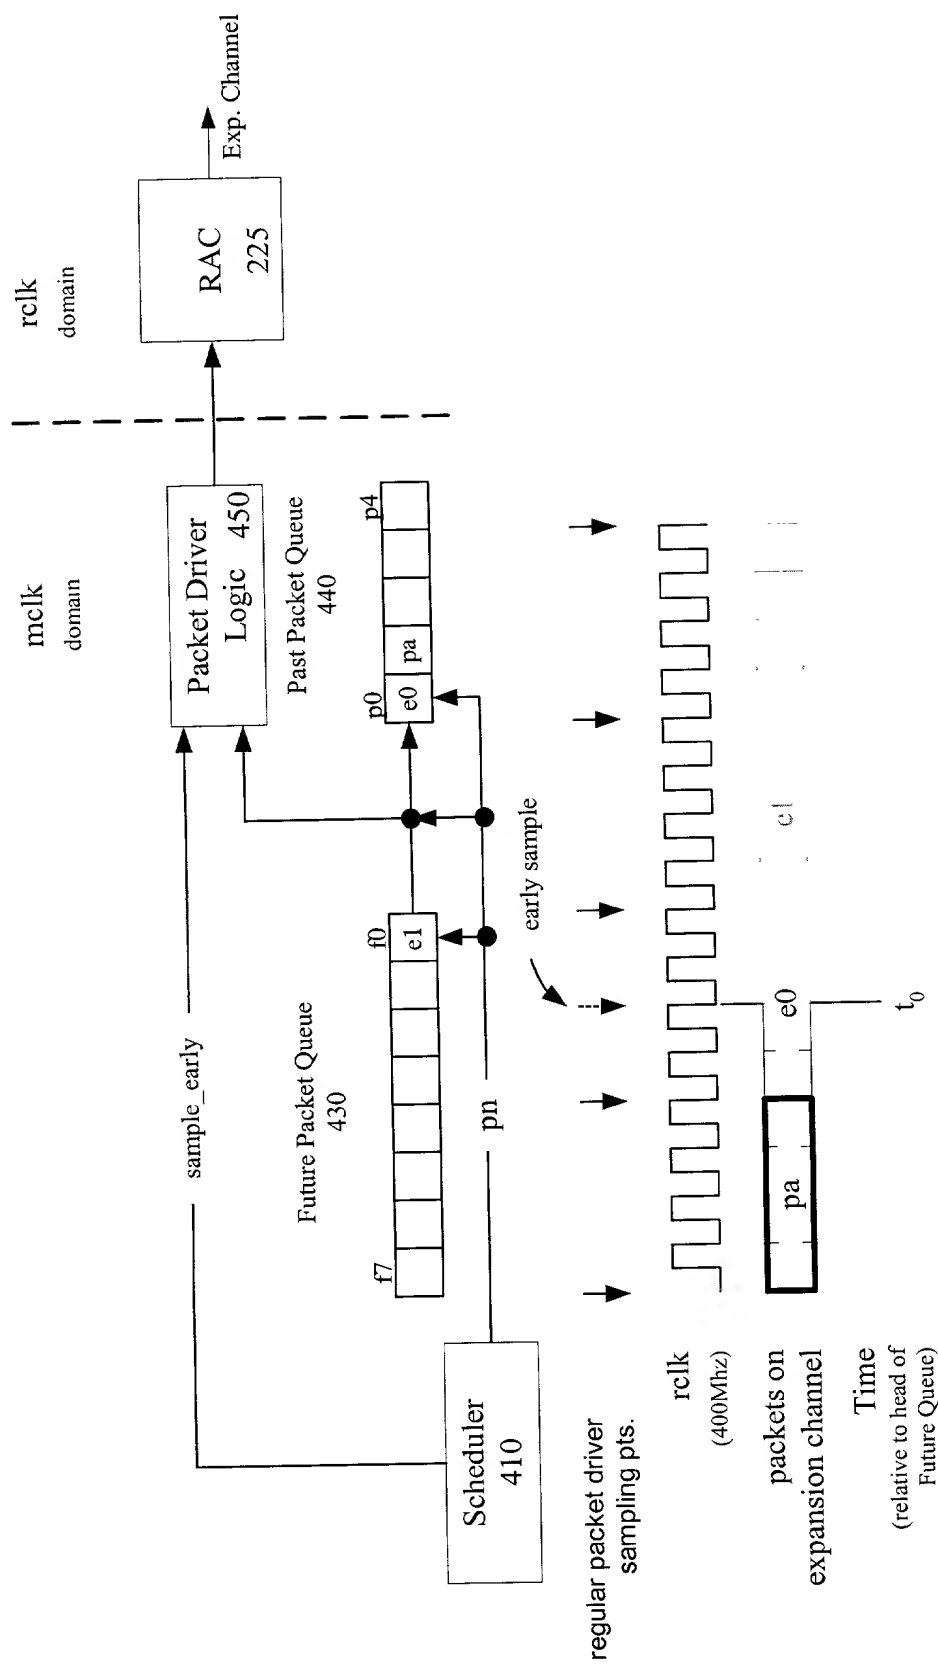 mclk
domain
rclk
domain
sample_early
Packet Driver
Logic 450
RAC
225
Exp. Channel
Future Packet Queue
430
Past Packet Queue
440
f7
f0
p0
p4
e1
e0
pa
Scheduler
410
pn
early sample
regular packet driver
sampling pts.
rclk
(400Mhz)
packets on
expansion channel
pa
e0
e1
Time
(relative to head of
Future Queue)
t0